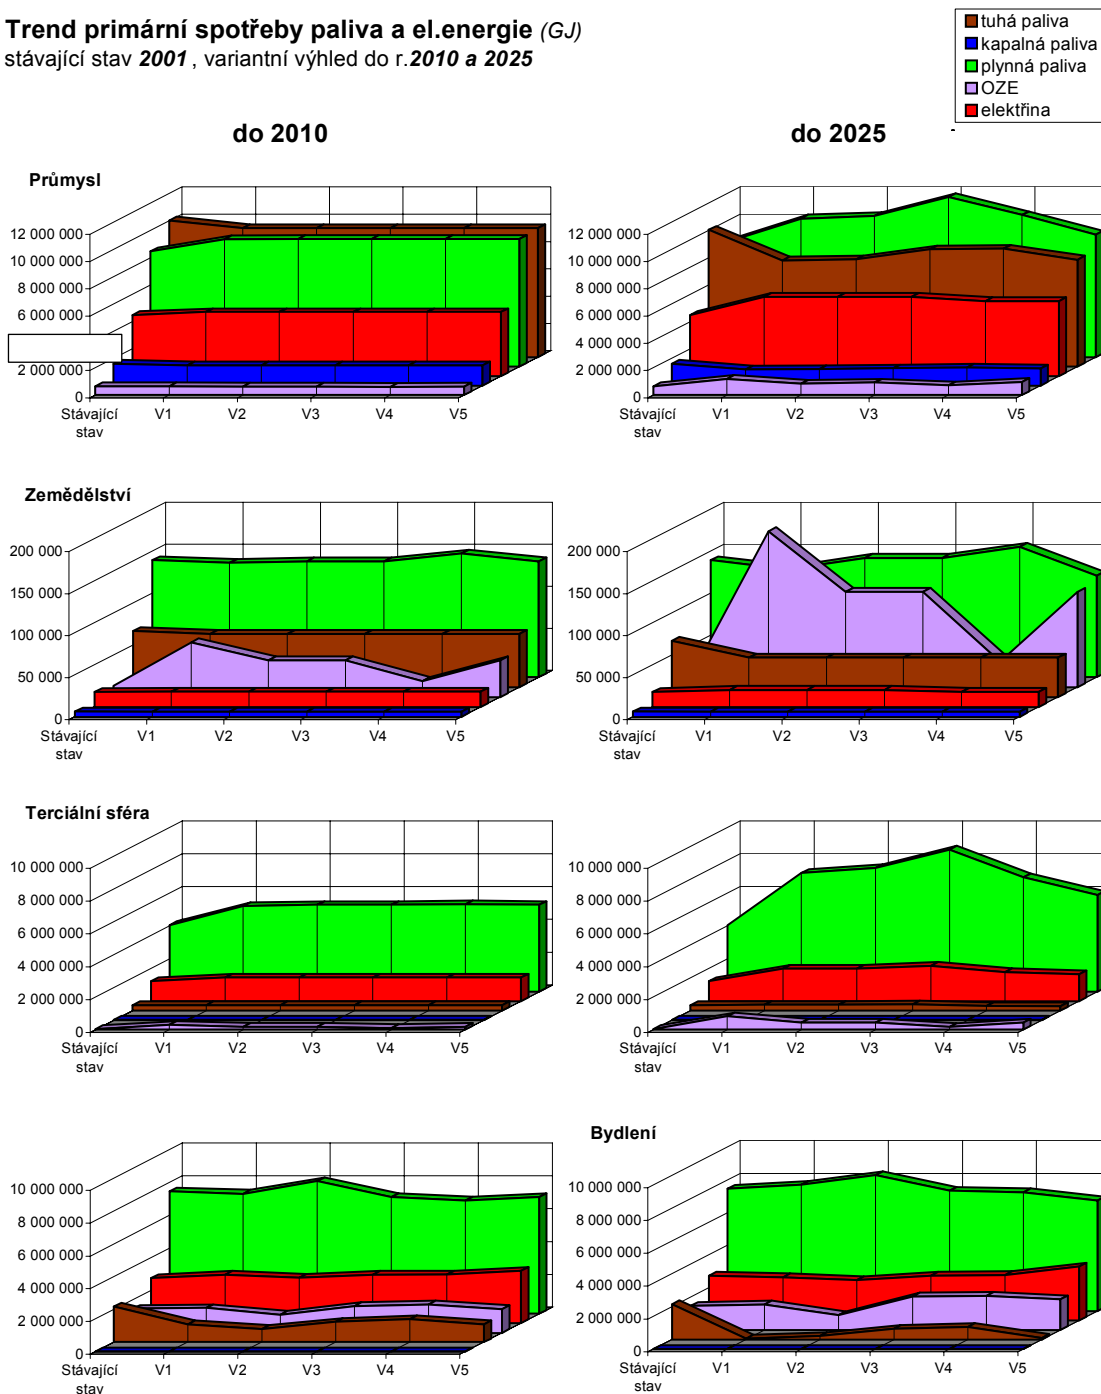 Trend primární spotřeby paliva a el.energie (GJ)
stávající stav 2001 , variantní výhled do r.2010 a 2025
tuhá paliva
kapalná paliva
plynná paliva
OZE
elektřina
do 2010
do 2025
Průmysl
12 000 000
10 000 000
8 000 000
6 000 000
2 000 000
0
Stávající stav V1 V2 V3 V4 V5
12 000 000
10 000 000
8 000 000
6 000 000
4 000 000
2 000 000
0
Stávající stav V1 V2 V3 V4 V5
Zemědělství
200 000
150 000
100 000
50 000
0
Stávající stav V1 V2 V3 V4 V5
200 000
150 000
100 000
50 000
0
Stávající stav V1 V2 V3 V4 V5
Terciální sféra
10 000 000
8 000 000
6 000 000
4 000 000
2 000 000
0
Stávající stav V1 V2 V3 V4 V5
10 000 000
8 000 000
6 000 000
4 000 000
2 000 000
0
Stávající stav V1 V2 V3 V4 V5
10 000 000
8 000 000
6 000 000
4 000 000
2 000 000
0
Stávající stav V1 V2 V3 V4 V5
Bydlení
10 000 000
8 000 000
6 000 000
4 000 000
2 000 000
0
Stávající stav V1 V2 V3 V4 V5